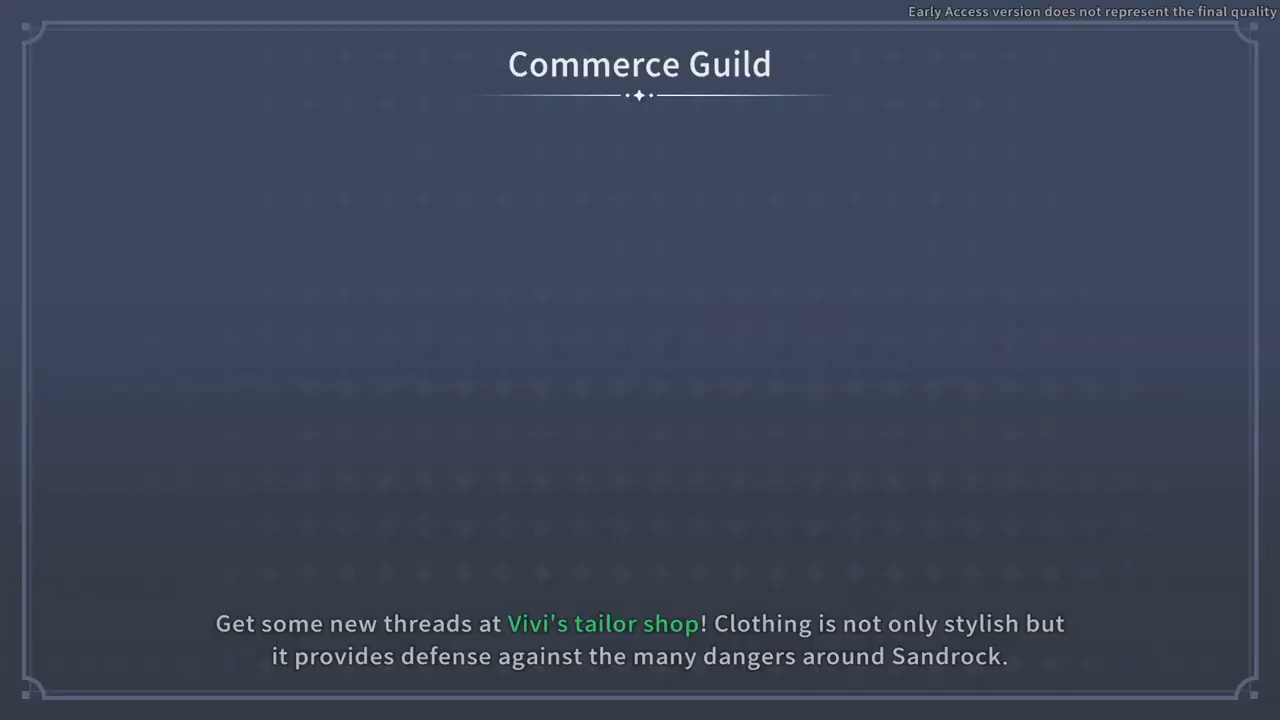 Early Access version does not represent the final quality
Commerce Guild
Get some new threads at Vivi's tailor shop! Clothing is not only stylish but
it provides defense against the many dangers around Sandrock.